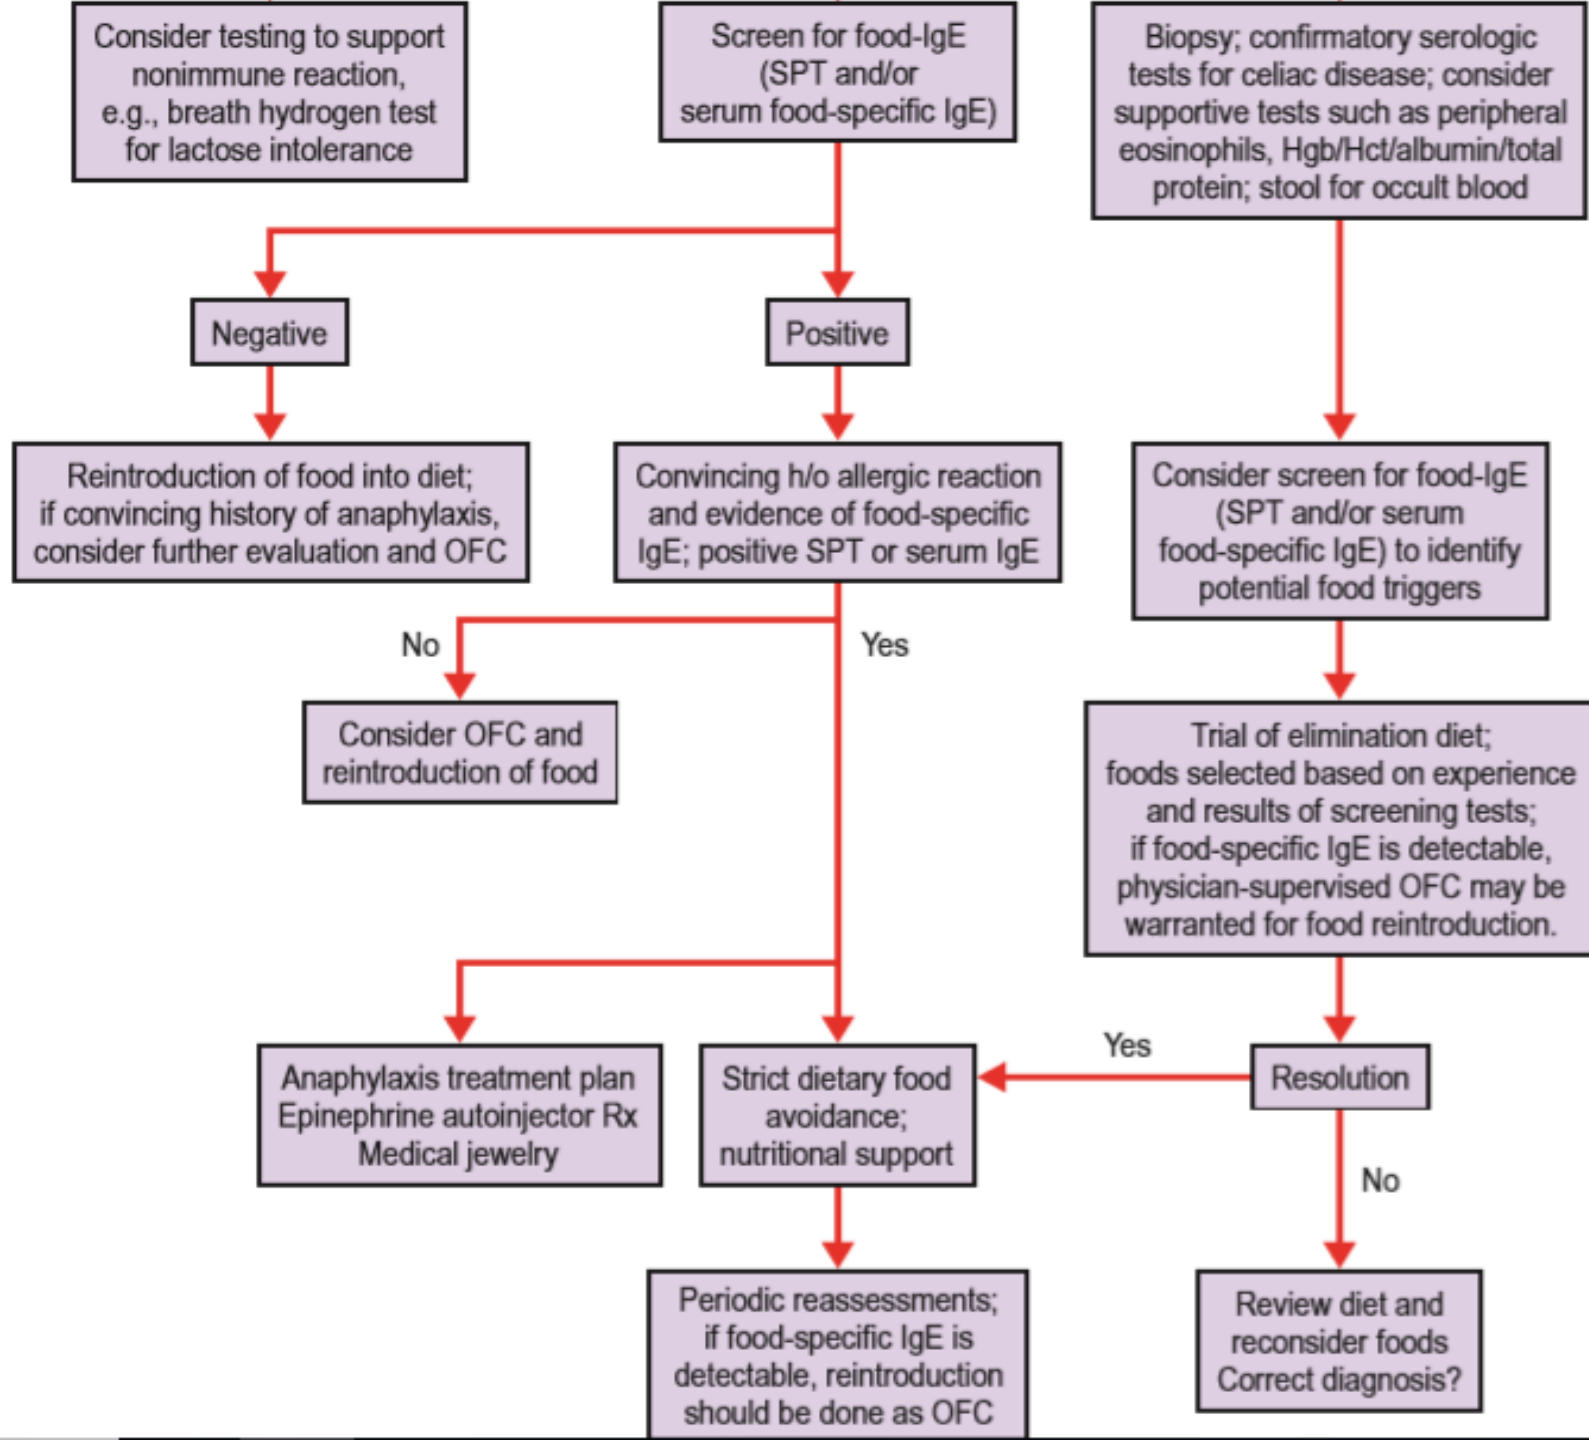 Consider testing to support
nonimmune reaction,
e.g., breath hydrogen test
for lactose intolerance
Screen for food-IgE
(SPT and/or
serum food-specific IgE)
Biopsy; confirmatory serologic
tests for celiac disease; consider
supportive tests such as peripheral
eosinophils, Hgb/Hct/albumin/total
protein; stool for occult blood
Negative
Positive
Reintroduction of food into diet;
if convincing history of anaphylaxis,
consider further evaluation and OFC
Convincing h/o allergic reaction
and evidence of food-specific
IgE; positive SPT or serum IgE
Consider screen for food-IgE
(SPT and/or serum
food-specific IgE) to identify
potential food triggers
No
Yes
Consider OFC and
reintroduction of food
Trial of elimination diet;
foods selected based on experience
and results of screening tests;
if food-specific IgE is detectable,
physician-supervised OFC may be
warranted for food reintroduction.
Anaphylaxis treatment plan
Epinephrine autoinjector Rx
Medical jewelry
Strict dietary food
avoidance;
nutritional support
Yes
Resolution
No
Periodic reassessments;
if food-specific IgE is
detectable, reintroduction
should be done as OFC
Review diet and
reconsider foods
Correct diagnosis?